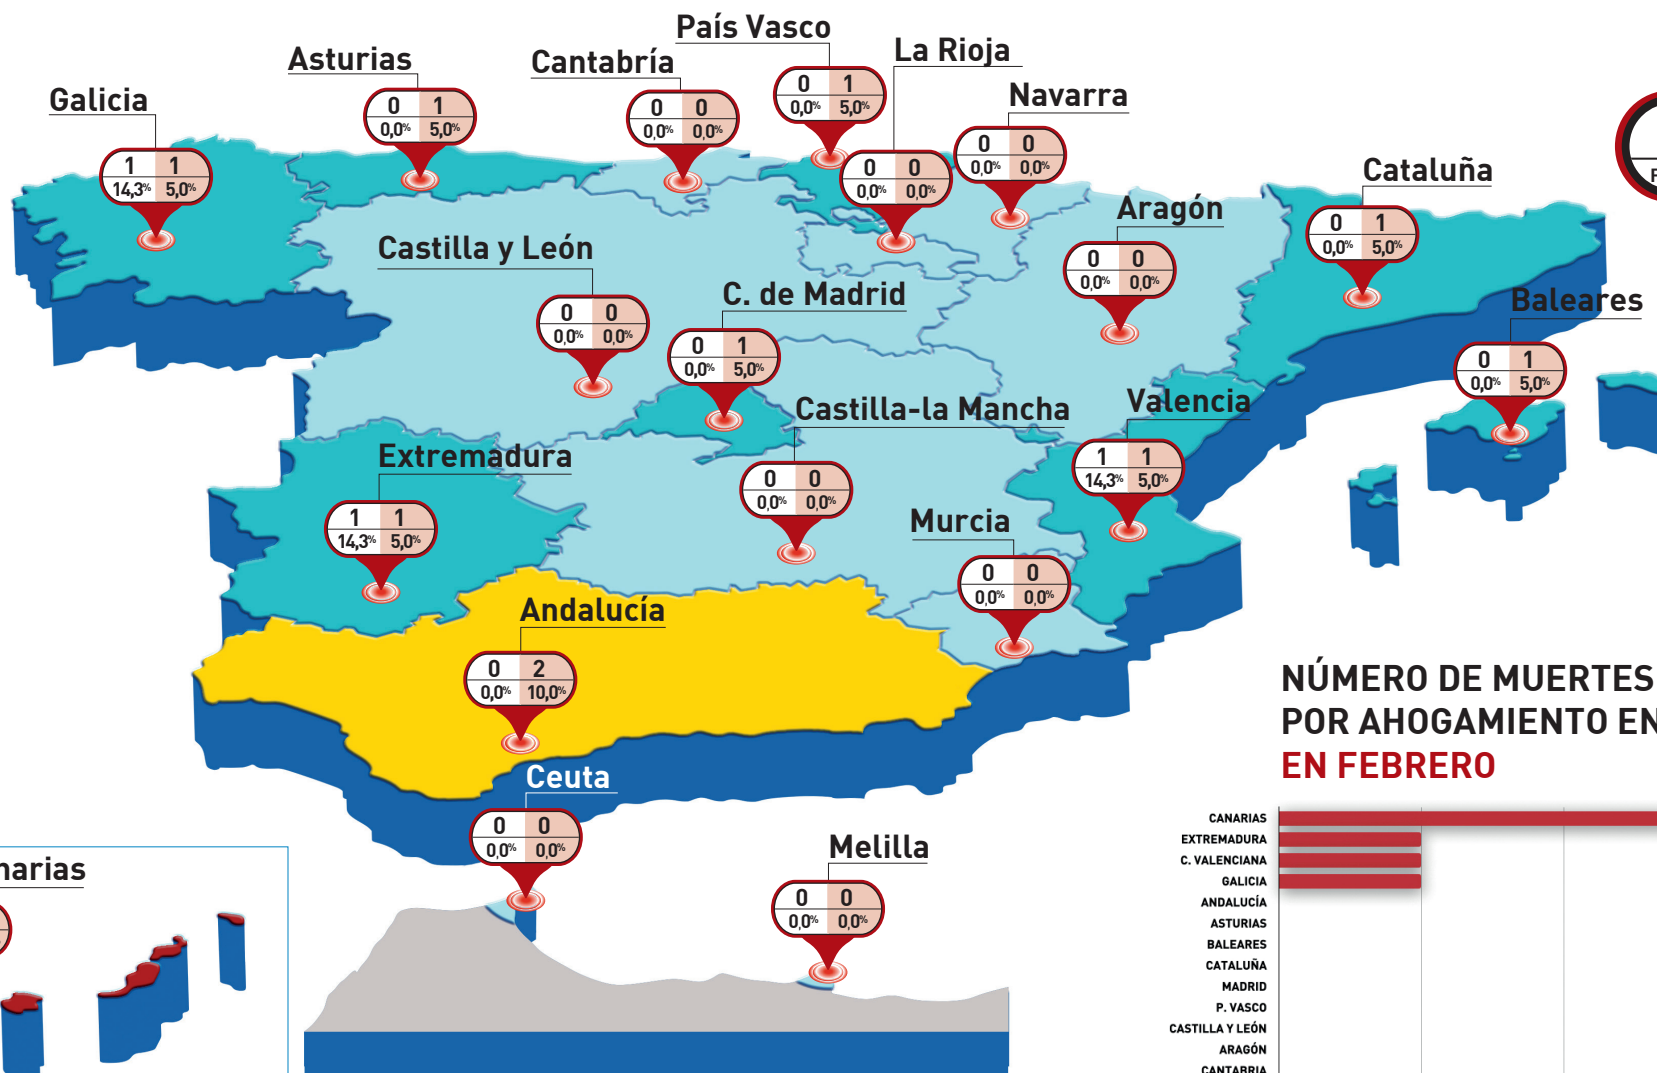 País Vasco
0 1
0,0% 5,0%
La Rioja
0 0
0,0% 0,0%
Asturias
0 1
0,0% 5,0%
Cantabría
0 0
0,0% 0,0%
Navarra
0 0
0,0% 0,0%
Galicia
1 1
14,3% 5,0%
Cataluña
0 1
0,0% 5,0%
Aragón
0 0
0,0% 0,0%
Castilla y León
0 0
0,0% 0,0%
C. de Madrid
0 1
0,0% 5,0%
Baleares
0 1
0,0% 5,0%
Castilla-la Mancha
0 0
0,0% 0,0%
Valencia
1 1
14,3% 5,0%
Extremadura
1 1
14,3% 5,0%
Murcia
0 0
0,0% 0,0%
Andalucía
0 2
0,0% 10,0%
Ceuta
0 0
0,0% 0,0%
Melilla
0 0
0,0% 0,0%
narias
NÚMERO DE MUERTES
POR AHOGAMIENTO EN
EN FEBRERO
CANARIAS
EXTREMADURA
C. VALENCIANA
GALICIA
ANDALUCÍA
ASTURIAS
BALEARES
CATALUÑA
MADRID
P. VASCO
CASTILLA Y LEÓN
ARAGÓN
CANTABRIA